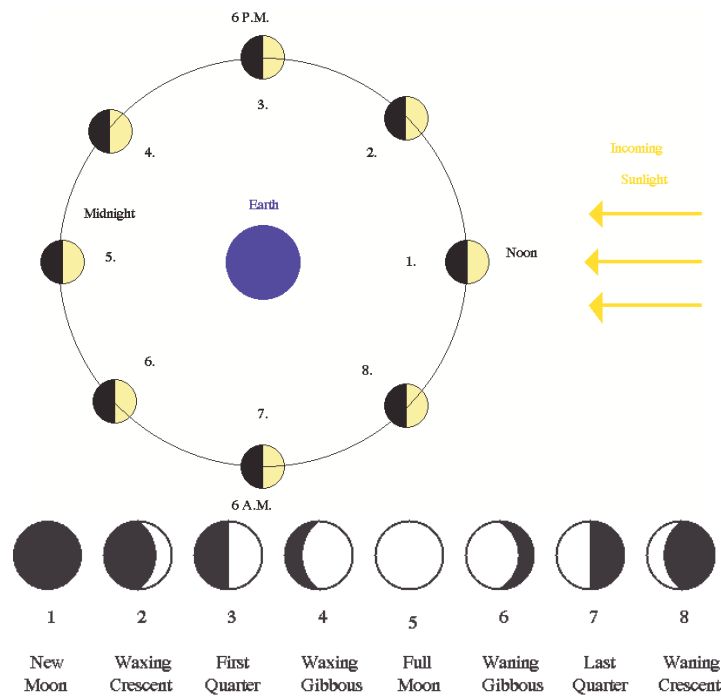 6 P.M.
3.
4.
2.
Incoming
Sunlight
Midnight
Earth
5.
1.
Noon
6.
8.
7.
6 A.M.
1 2 3 4 5 6 7 8
New Waxing First Waxing Full Waning Last Waning
Moon Crescent Quarter Gibbous Moon Gibbous Quarter Crescent